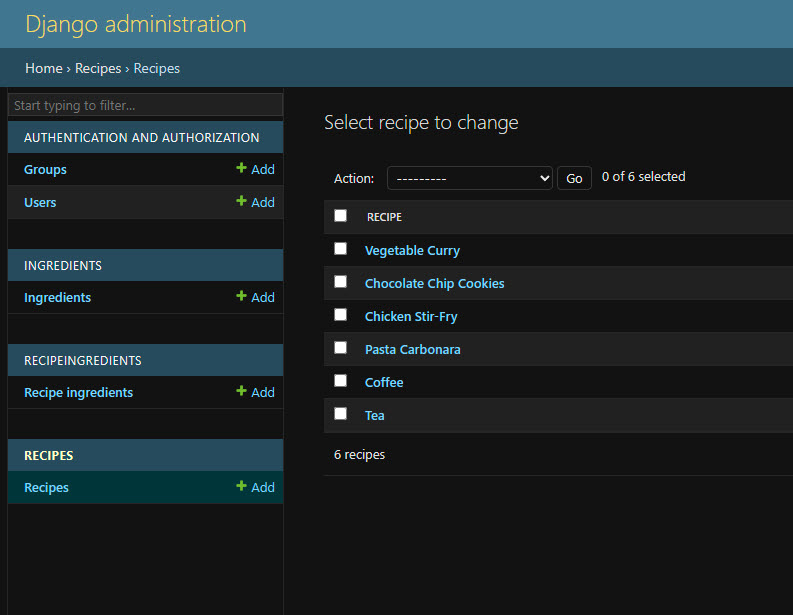 Django administration
Home › Recipes › Recipes
Start typing to filter...
AUTHENTICATION AND AUTHORIZATION
Groups + Add
Users + Add
INGREDIENTS
Ingredients + Add
RECIPEINGREDIENTS
Recipe ingredients + Add
RECIPES
Recipes + Add
Select recipe to change
Action: --------- Go 0 of 6 selected
RECIPE
Vegetable Curry
Chocolate Chip Cookies
Chicken Stir-Fry
Pasta Carbonara
Coffee
Tea
6 recipes